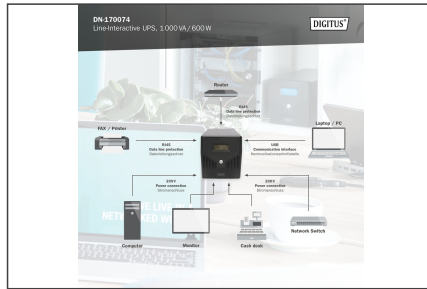 DN-170074
Line-Interactive UPS, 1000 VA / 600 W
DIGITUS®
Router
RJ45
Data line protection
Datenleitungsschutz
FAX / Printer
Laptop / PC
RJ45
Data line protection
Datenleitungsschutz
USB
Communication interface
Kommunikationsschnittstelle
230V
Power connection
Stromanschluss
230V
Power connection
Stromanschluss
Computer
Monitor
Cash desk
Network Switch